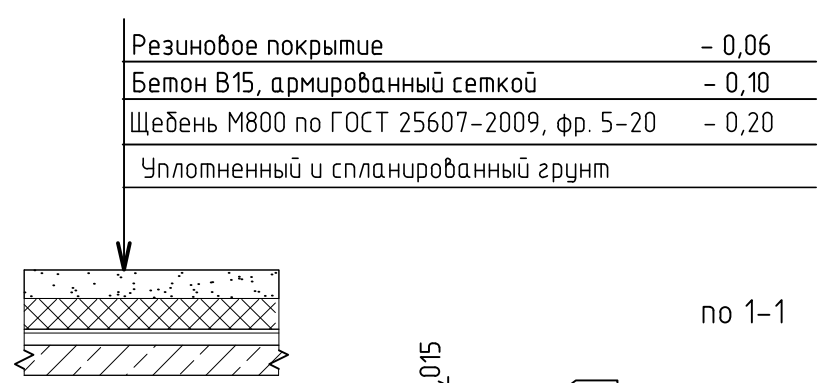 Резиновое покрытие – 0,06
Бетон В15, армированный сеткой – 0,10
Щебень М800 по ГОСТ 25607-2009, фр. 5-20 – 0,20
Уплотненный и спланированный грунт
по 1-1
015